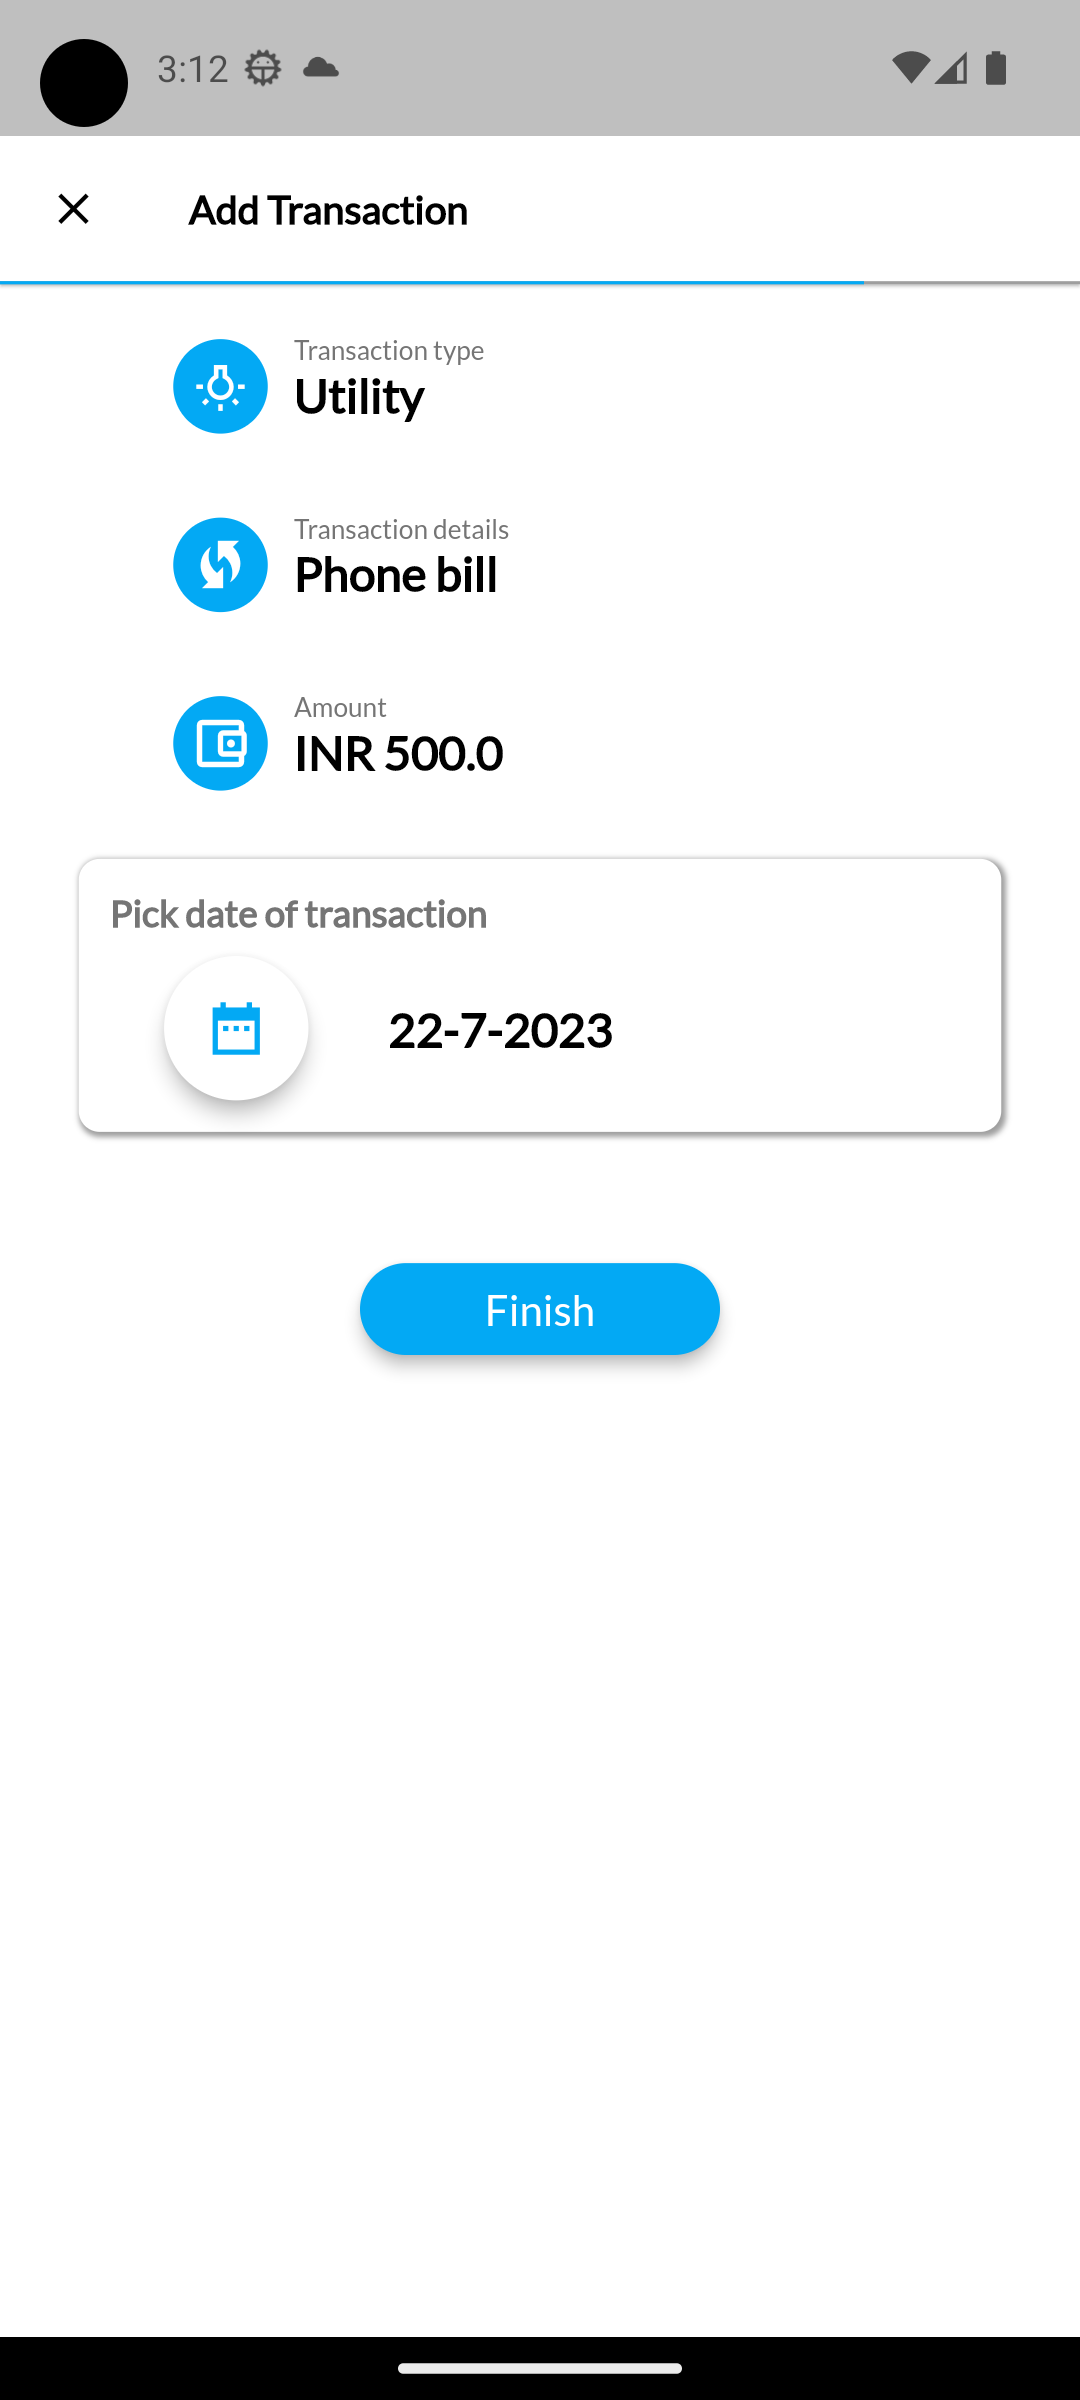 3:12
Add Transaction
Transaction type
Utility
Transaction details
Phone bill
Amount
INR 500.0
Pick date of transaction
22-7-2023
Finish